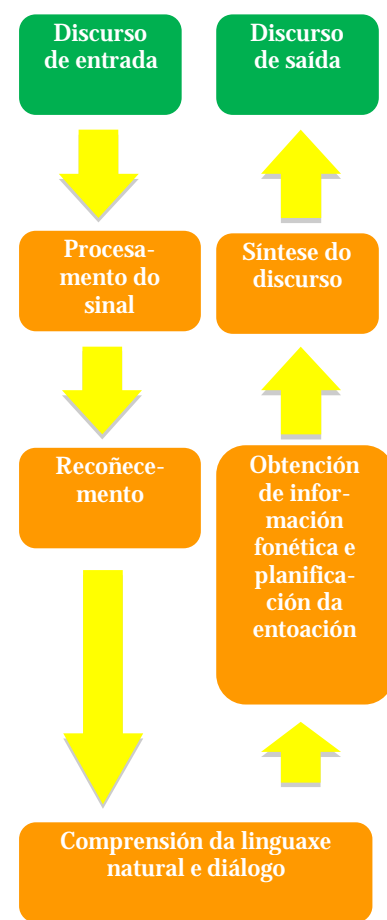 Discurso
de entrada
Procesa-
mento do
sinal
Recoñece-
mento
Comprensión da linguaxe
natural e diálogo
Obtención
de infor-
mación
fonética e
planifica-
ción da
entoación
Síntese do
discurso
Discurso
de saída